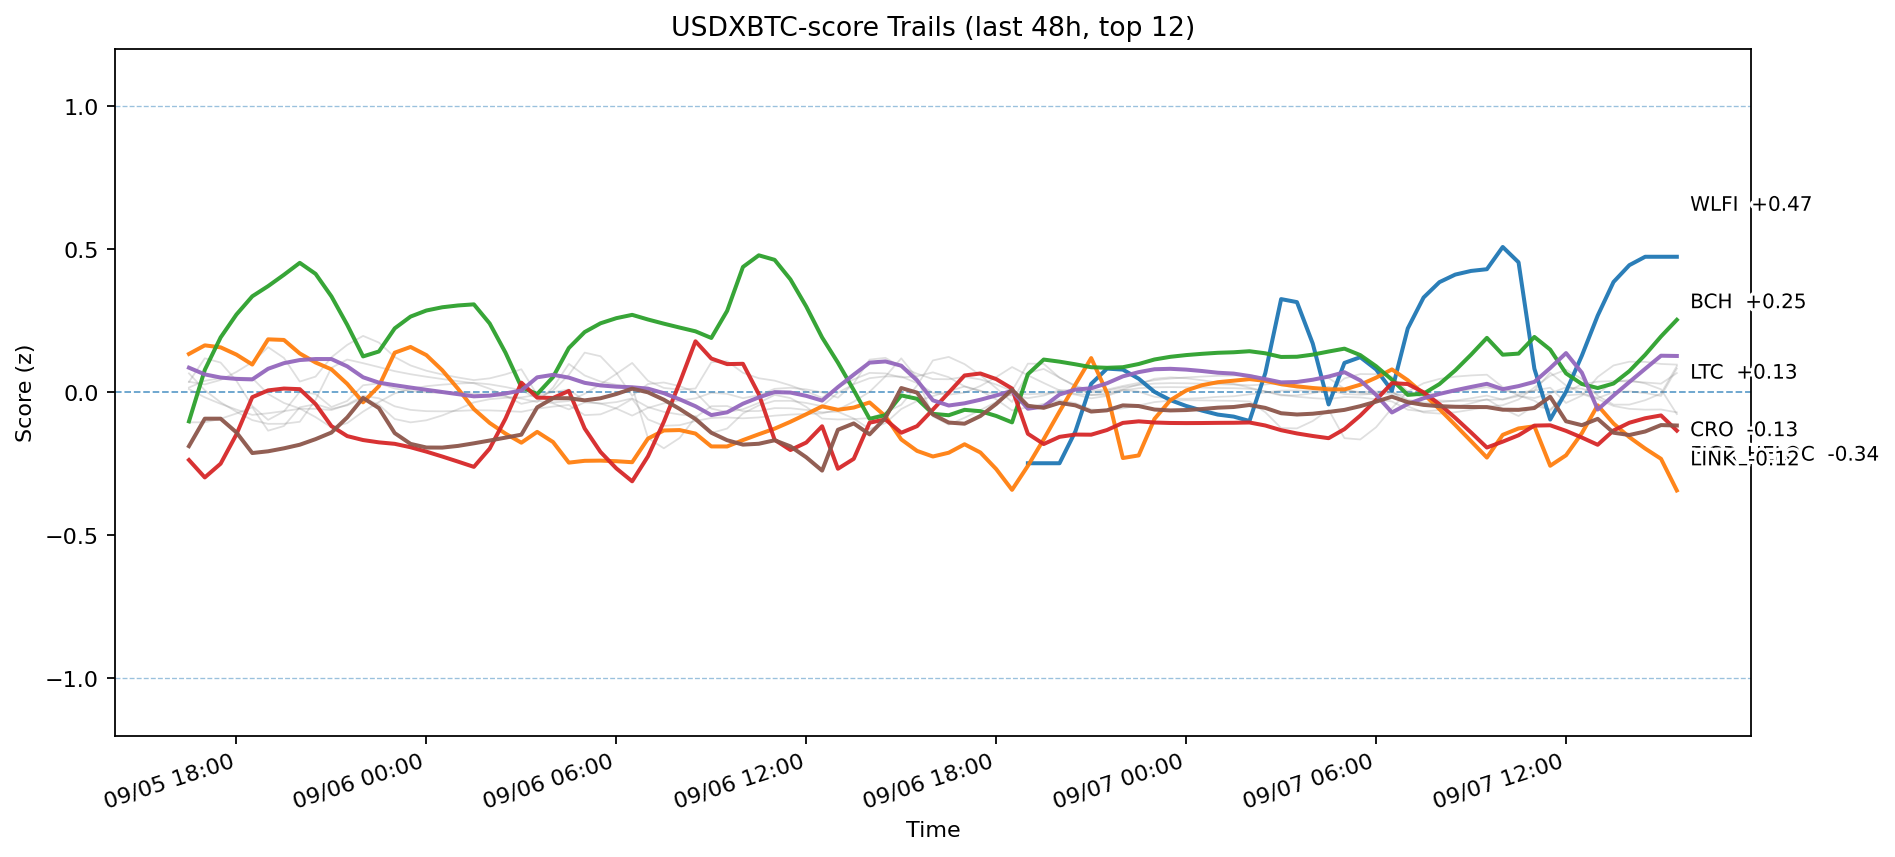 USDXBTC-score Trails (last 48h, top 12)
Score (z)
1.0
0.5
0.0
−0.5
−1.0
WLFI +0.47
BCH +0.25
LTC +0.13
CRO -0.13
-0.34
LINK -0.12
09/05 18:00
09/06 00:00
09/06 06:00
09/06 12:00
09/06 18:00
09/07 00:00
09/07 06:00
09/07 12:00
Time